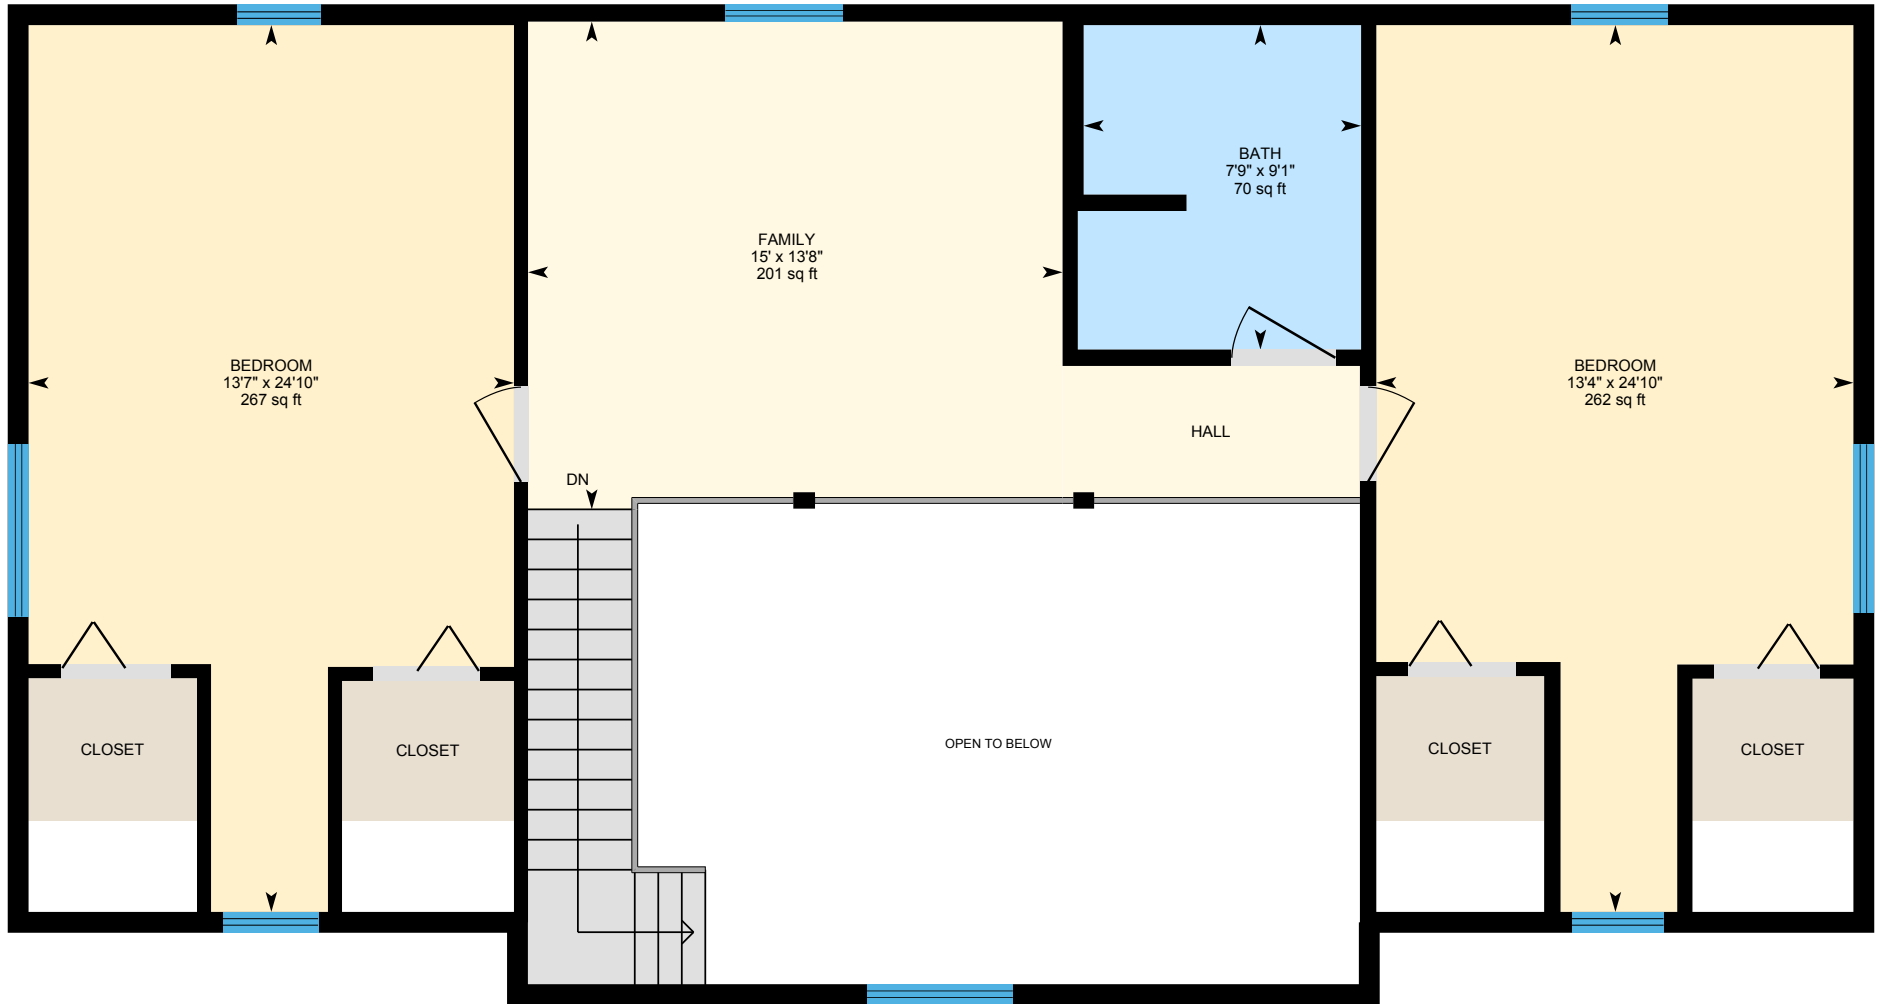 BATH
7'9" x 9'1"
70 sq ft
FAMILY
15' x 13'8"
201 sq ft
BEDROOM
13'7" x 24'10"
267 sq ft
BEDROOM
13'4" x 24'10"
262 sq ft
HALL
DN
CLOSET
CLOSET
OPEN TO BELOW
CLOSET
CLOSET